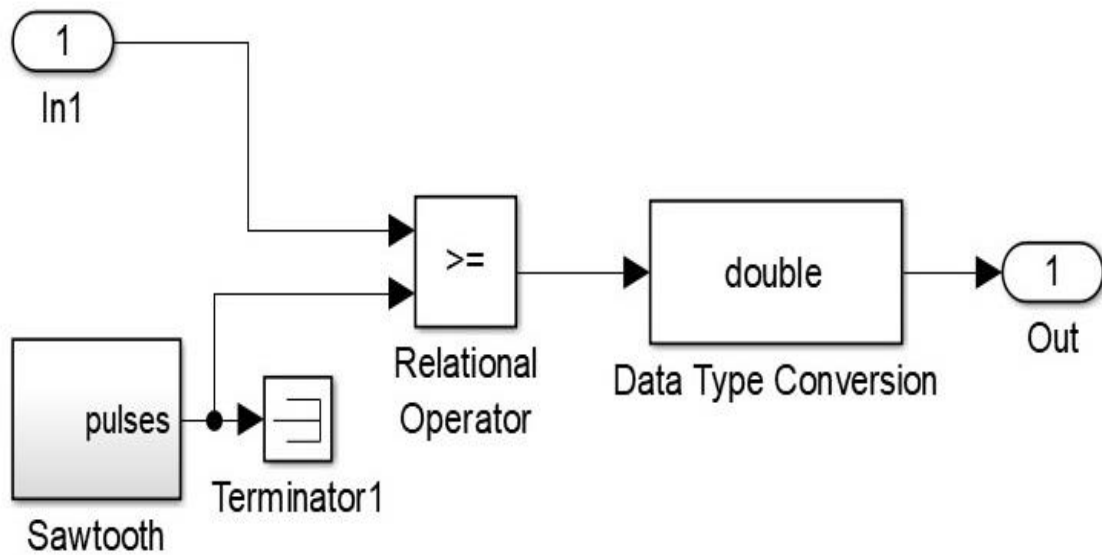 1
In1
>=
Relational
Operator
double
Data Type Conversion
1
Out
pulses
Sawtooth
Terminator1